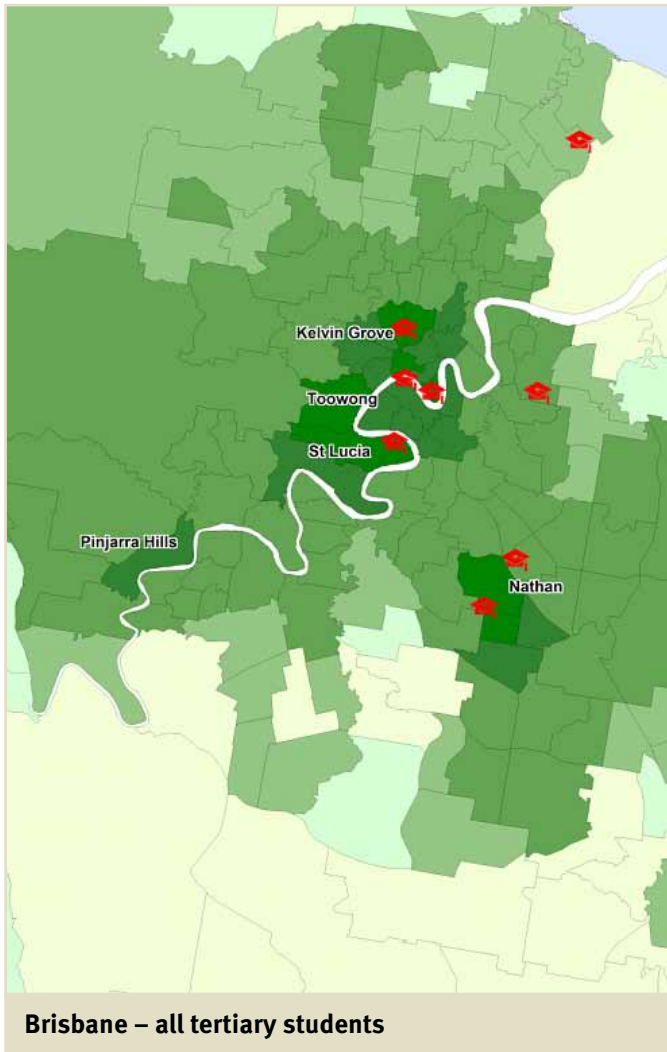 Kelvin Grove
Toowong
St Lucia
Pinjarra Hills
Nathan
Brisbane – all tertiary students